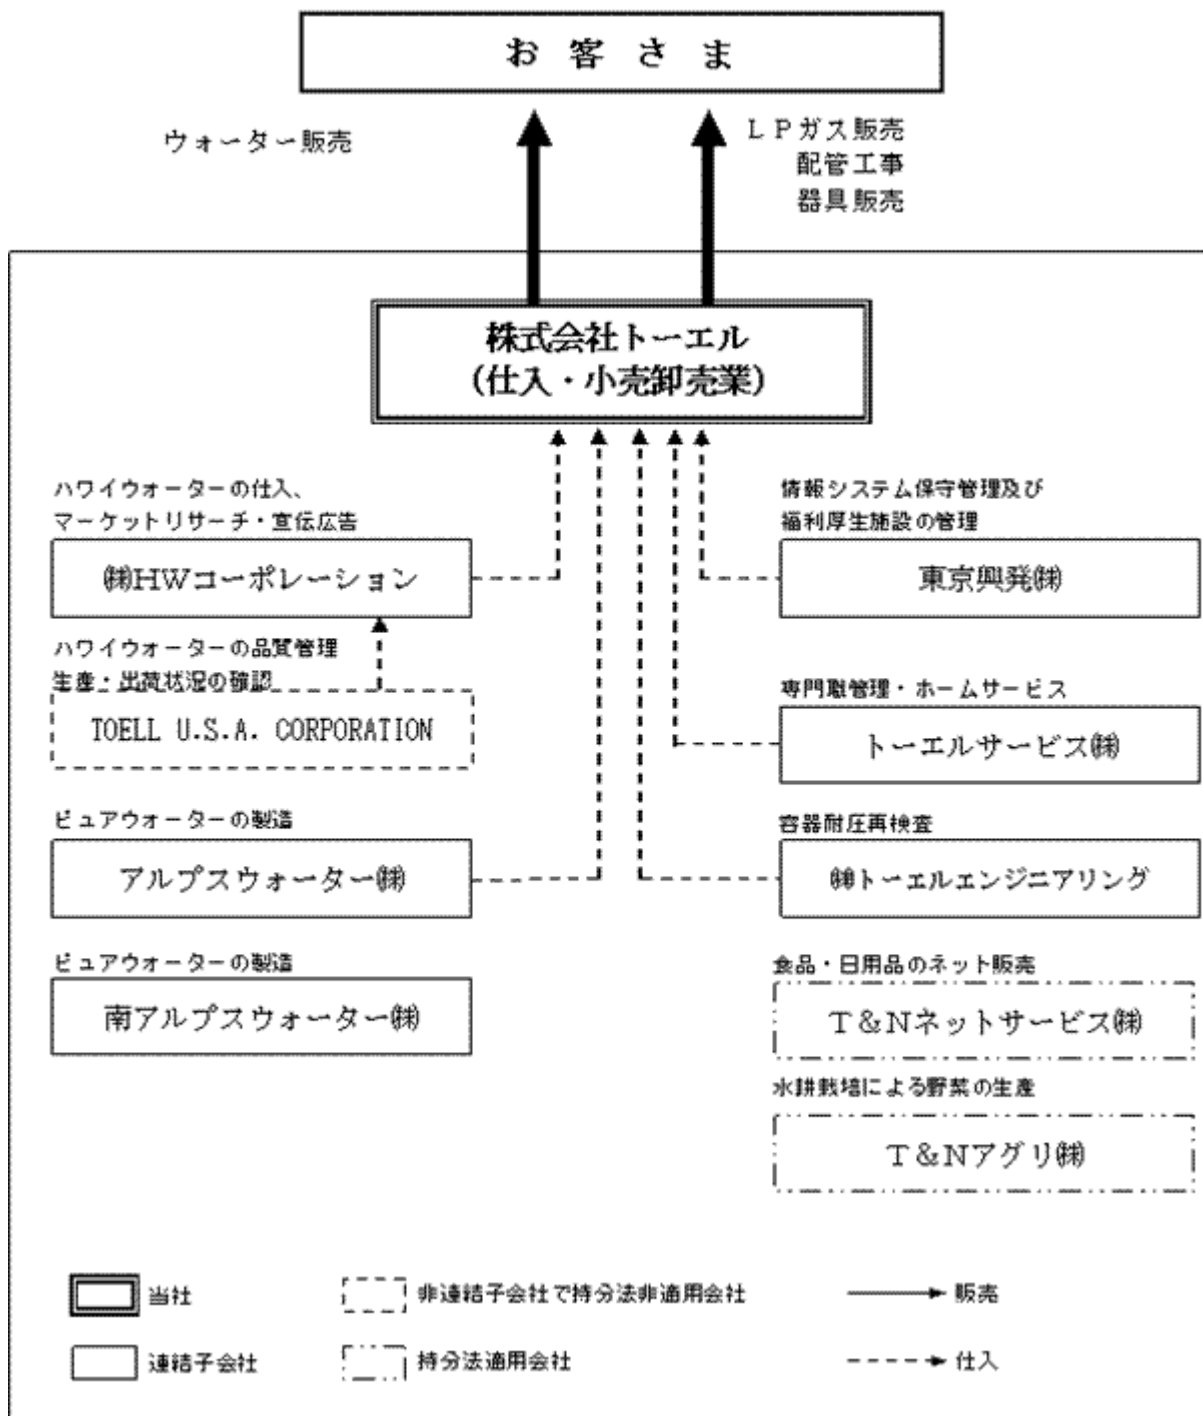 お客さま
ウォーター販売
ＬＰガス販売
配管工事
器具販売
株式会社トーエル
（仕入・小売卸売業）
ハワイウォーターの仕入、
マーケットリサーチ・宣伝広告
㈱HWコーポレーション
ハワイウォーターの品質管理
生産・出荷状況の確認
TOELL U.S.A. CORPORATION
ピュアウォーターの製造
アルプスウォーター㈱
ピュアウォーターの製造
南アルプスウォーター㈱
情報システム保守管理及び
福利厚生施設の管理
東京興発㈱
専門職管理・ホームサービス
トーエルサービス㈱
容器耐圧再検査
㈱トーエルエンジニアリング
食品・日用品のネット販売
Ｔ＆Ｎネットサービス㈱
水耕栽培による野菜の生産
Ｔ＆Ｎアグリ㈱
当社
非連結子会社で持分法非適用会社
販売
連結子会社
持分法適用会社
仕入